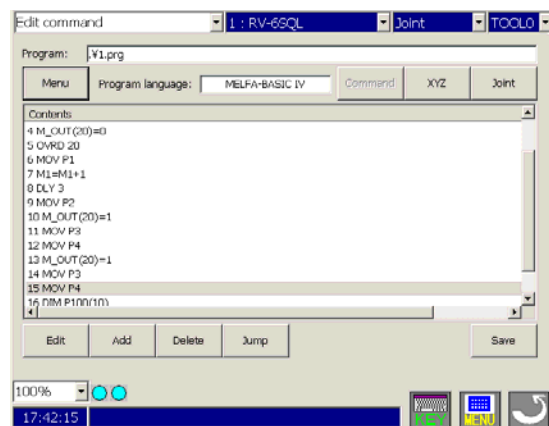 Edit command 1 : RV-6SQL Joint TOOL0
Program: .¥1.prg
Menu Program language: MELFA-BASIC IV Command XYZ Joint
Contents
4 M_OUT(20)=0
5 OVRD 20
6 MOV P1
7 M1=M1+1
8 DLY 3
9 MOV P2
10 M_OUT(20)=1
11 MOV P3
12 MOV P4
13 M_OUT(20)=1
14 MOV P3
15 MOV P4
16 DIM P100(10)
Edit Add Delete Jump Save
100%
17:42:15 KEY MENU